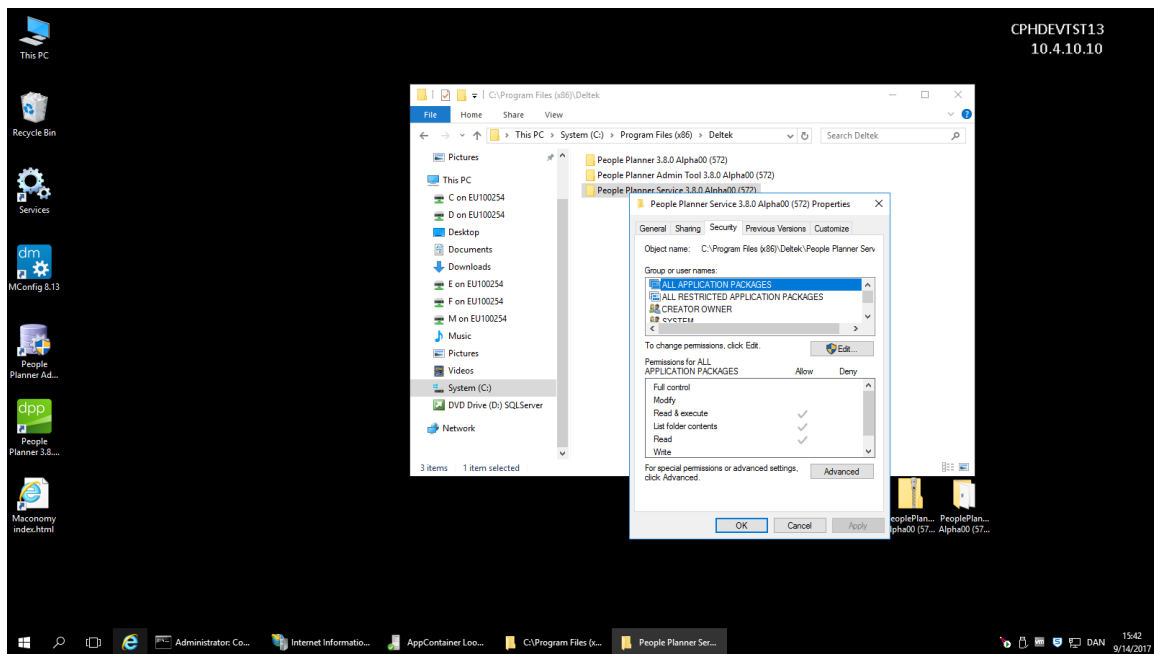 CPHDEVTST13
10.4.10.10
This PC
Recycle Bin
Services
dm
MConfig 8.13
People
Planner Ad...
dpp
People
Planner 3.8....
Maconomy
index.html
C:\Program Files (x86)\Deltek
File Home Share View
This PC > System (C:) > Program Files (x86) > Deltek
Search Deltek
Pictures
This PC
C on EU100254
D on EU100254
Desktop
Documents
Downloads
E on EU100254
F on EU100254
M on EU100254
Music
Pictures
Videos
System (C:)
DVD Drive (D:) SQLServer
Network
3 items 1 item selected
People Planner 3.8.0 Alpha00 (572)
People Planner Admin Tool 3.8.0 Alpha00 (572)
People Planner Service 3.8.0 Alpha00 (572)
People Planner Service 3.8.0 Alpha00 (572) Properties
General Sharing Security Previous Versions Customize
Object name: C:\Program Files (x86)\Deltek\People Planner Serv
Group or user names:
ALL APPLICATION PACKAGES
ALL RESTRICTED APPLICATION PACKAGES
CREATOR OWNER
SYSTEM
To change permissions, click Edit.
Edit...
Permissions for ALL
APPLICATION PACKAGES Allow Deny
Full control
Modify
Read & execute
List folder contents
Read
Write
For special permissions or advanced settings,
click Advanced.
Advanced
OK Cancel Apply
eoplePlan... PeoplePlan...
lpha00 (57... Alpha00 (57...
Administrator: Co...
Internet Informatio...
AppContainer Loo...
C:\Program Files (x...
People Planner Ser...
DAN
15:42
9/14/2017